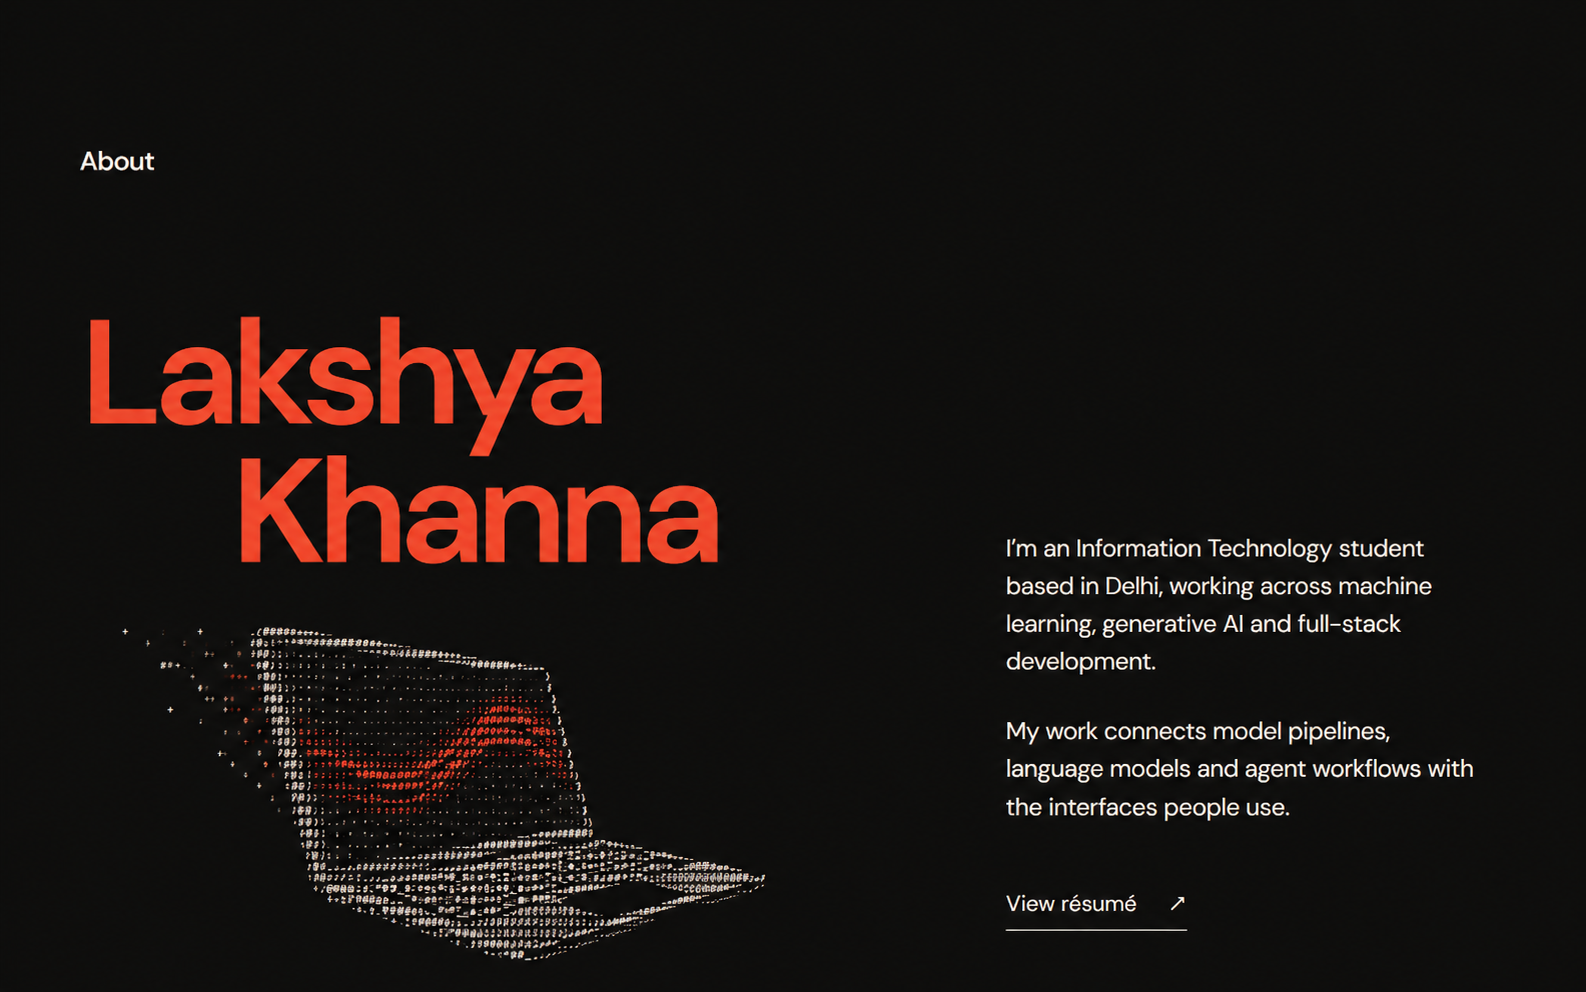 About
Lakshya
Khanna
I’m an Information Technology student
based in Delhi, working across machine
learning, generative AI and full-stack
development.
My work connects model pipelines,
language models and agent workflows with
the interfaces people use.
View résumé ↗